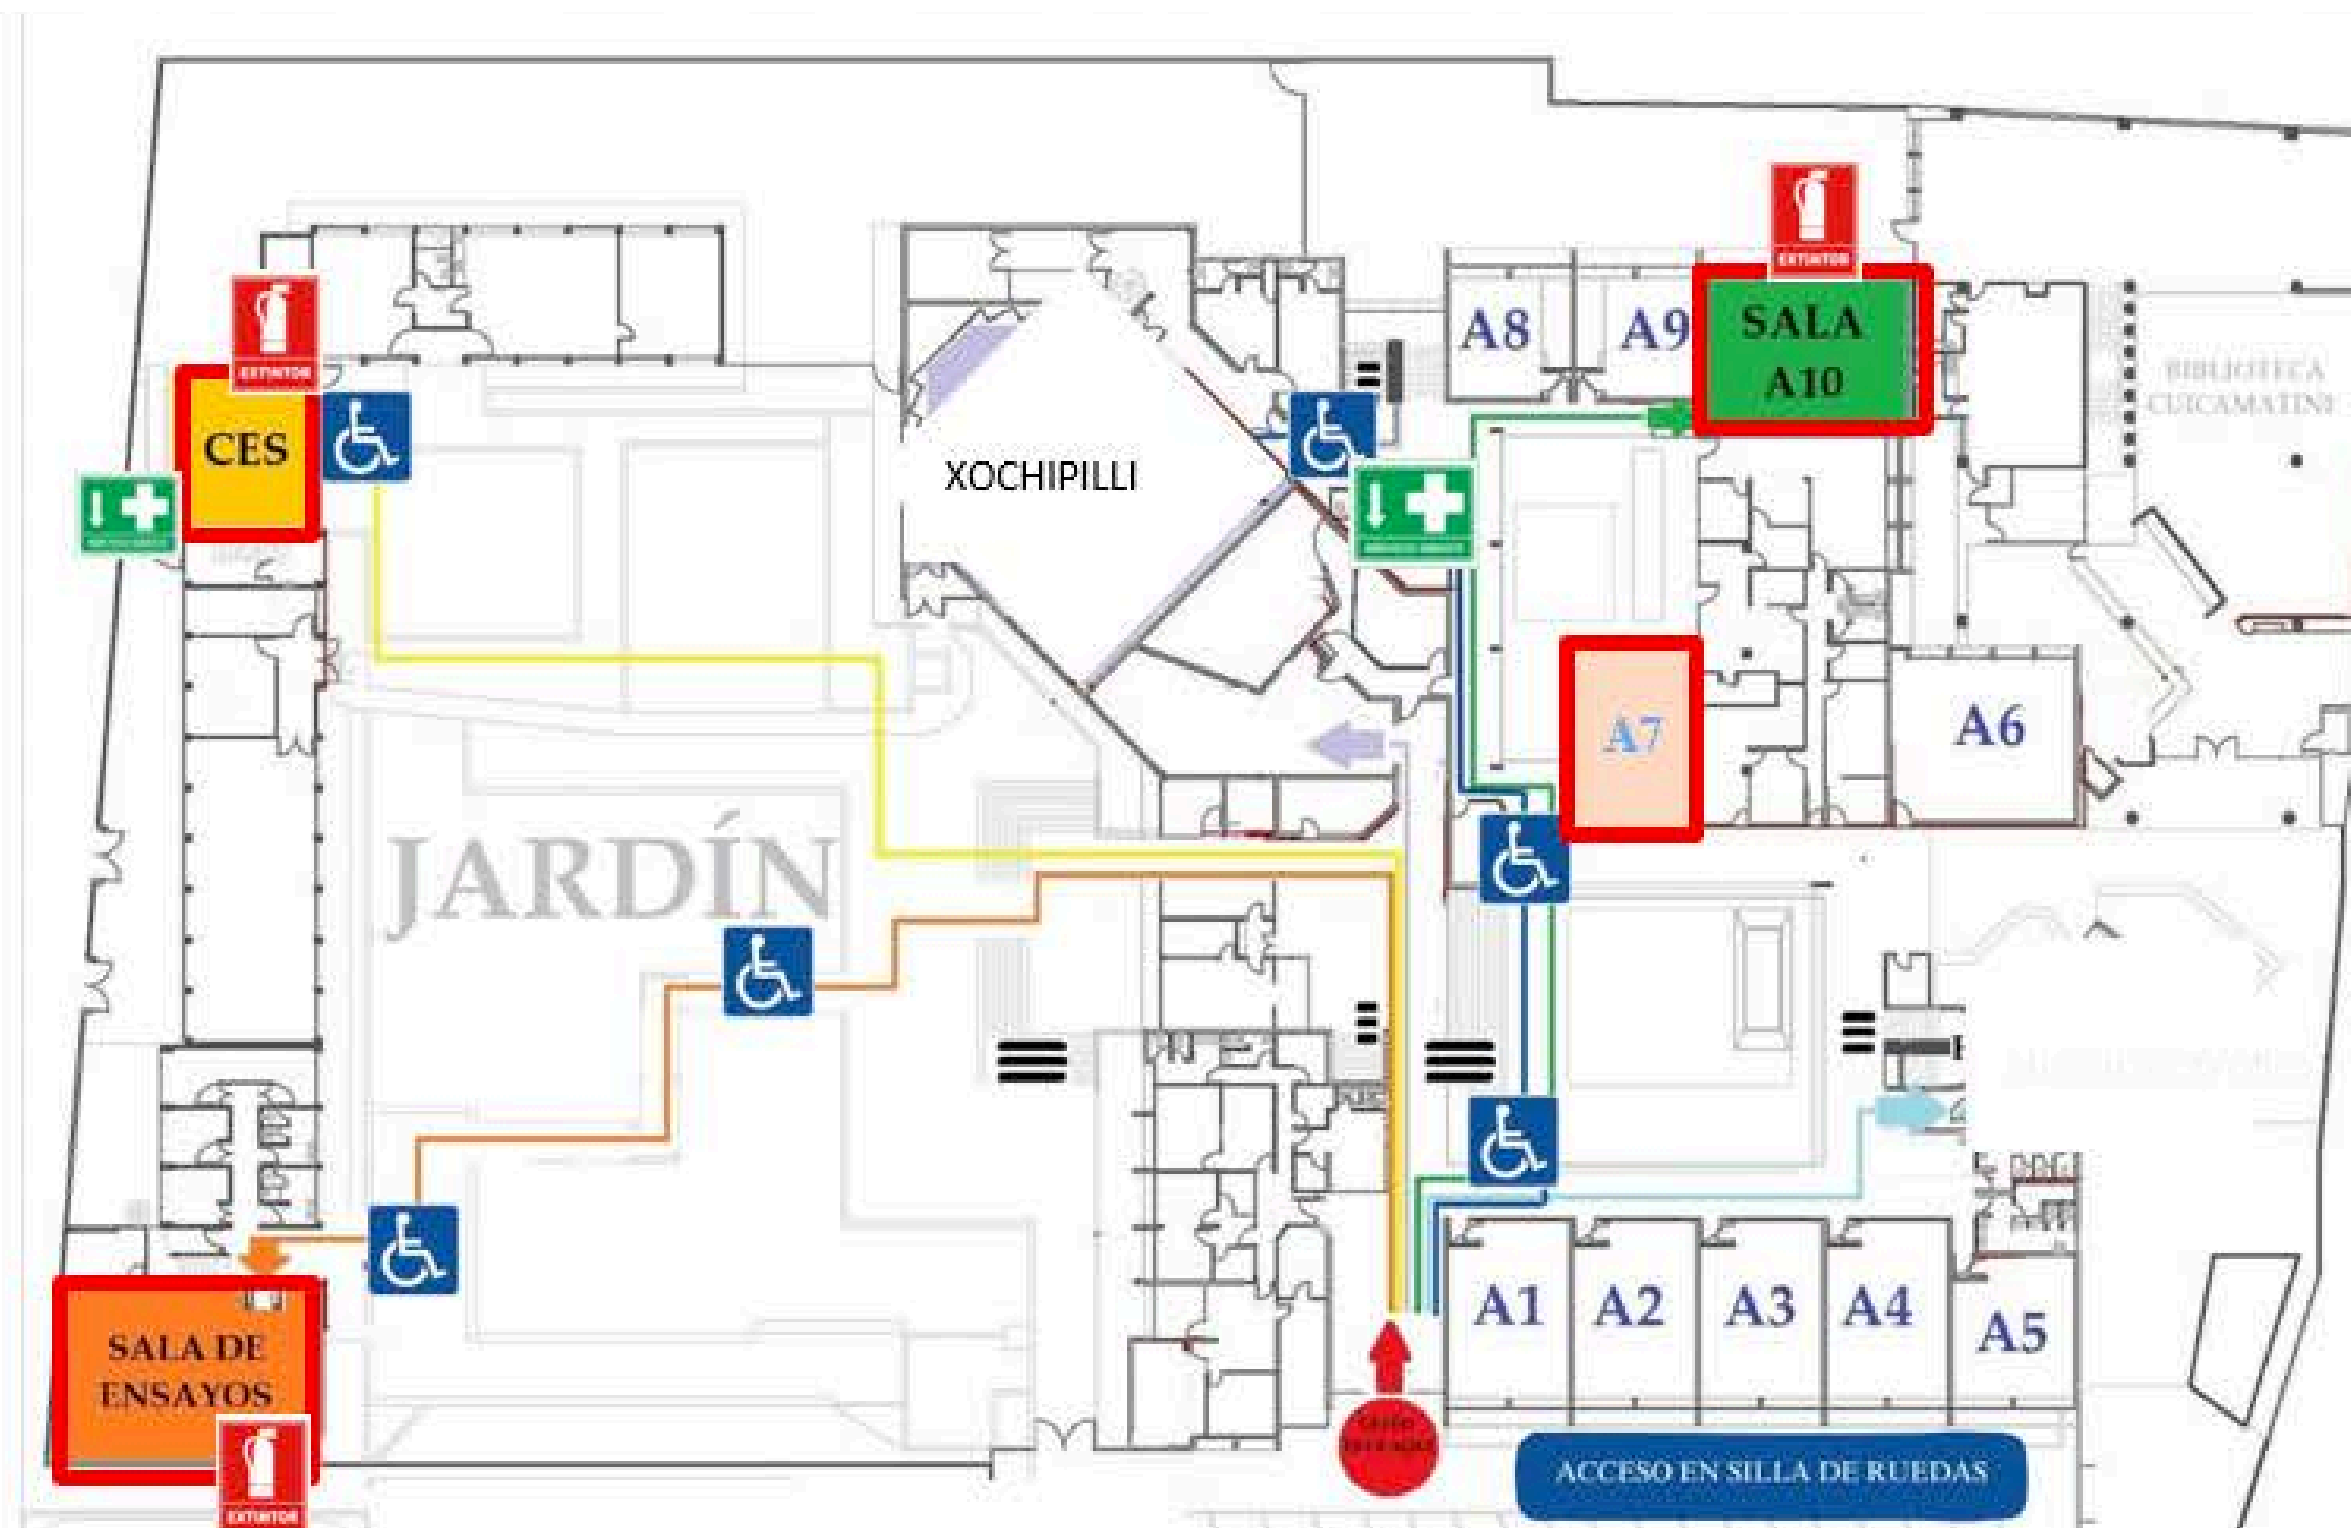 EXTINTOR
A8
A9
SALA
A10
BIBLIOTECA
CUICAMATINI
EXTINTOR
CES
XOCHIPILLI
A7
A6
JARDÍN
SALA DE
ENSAYOS
EXTINTOR
A1
A2
A3
A4
A5
ACCESO EN SILLA DE RUEDAS